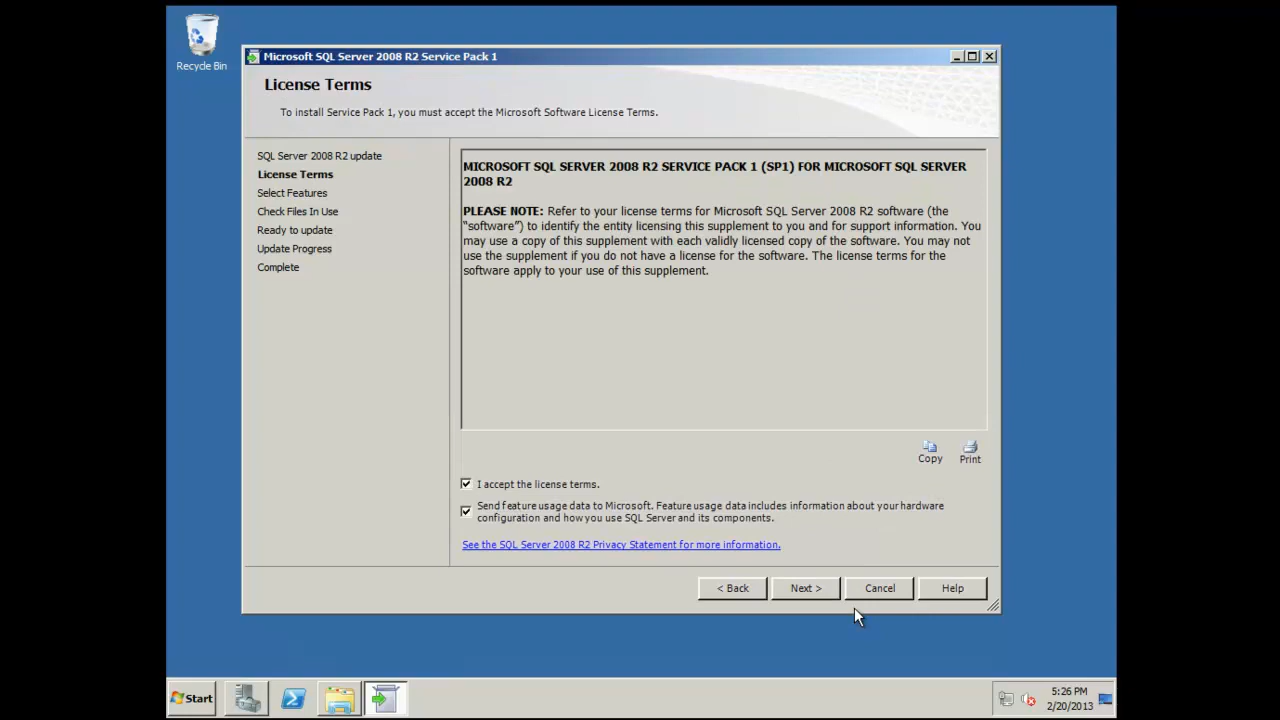 Recycle Bin
Microsoft SQL Server 2008 R2 Service Pack 1
License Terms
To install Service Pack 1, you must accept the Microsoft Software License Terms.
SQL Server 2008 R2 update
License Terms
Select Features
Check Files In Use
Ready to update
Update Progress
Complete
MICROSOFT SQL SERVER 2008 R2 SERVICE PACK 1 (SP1) FOR MICROSOFT SQL SERVER
2008 R2
PLEASE NOTE: Refer to your license terms for Microsoft SQL Server 2008 R2 software (the
“software”) to identify the entity licensing this supplement to you and for support information. You
may use a copy of this supplement with each validly licensed copy of the software. You may not
use the supplement if you do not have a license for the software. The license terms for the
software apply to your use of this supplement.
Copy
Print
I accept the license terms.
Send feature usage data to Microsoft. Feature usage data includes information about your hardware
configuration and how you use SQL Server and its components.
See the SQL Server 2008 R2 Privacy Statement for more information.
< Back
Next >
Cancel
Help
Start
5:26 PM
2/20/2013